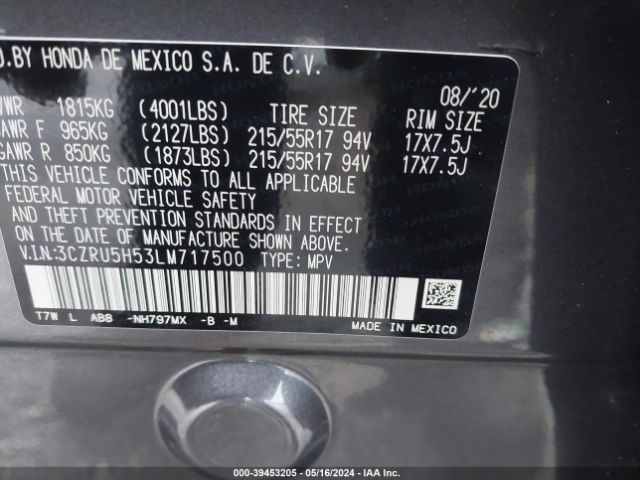 D.BY HONDA DE MEXICO S.A. DE C.V.
08/'20
VWR 1815KG (4001LBS) TIRE SIZE RIM SIZE
GAWR F 965KG (2127LBS) 215/55R17 94V 17X7.5J
GAWR R 850KG (1873LBS) 215/55R17 94V 17X7.5J
THIS VEHICLE CONFORMS TO ALL APPLICABLE
FEDERAL MOTOR VEHICLE SAFETY
AND THEFT PREVENTION STANDARDS IN EFFECT
ON THE DATE OF MANUFACTURE SHOWN ABOVE.
V.I.N:3CZRU5H53LM717500 TYPE: MPV
T7W L ABB -NH797MX -B -M
MADE IN MEXICO
000-39453205 - 05/16/2024 - IAA Inc.